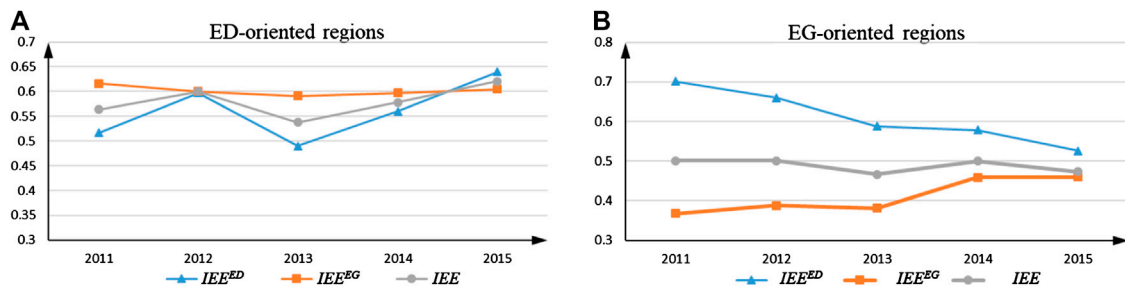 A
ED-oriented regions
0.7
0.65
0.6
0.55
0.5
0.45
0.4
0.35
0.3
2011 2012 2013 2014 2015
IEE^ED IEE^EG IEE
B
EG-oriented regions
0.8
0.7
0.6
0.5
0.4
0.3
2011 2012 2013 2014 2015
IEE^ED IEE^EG IEE